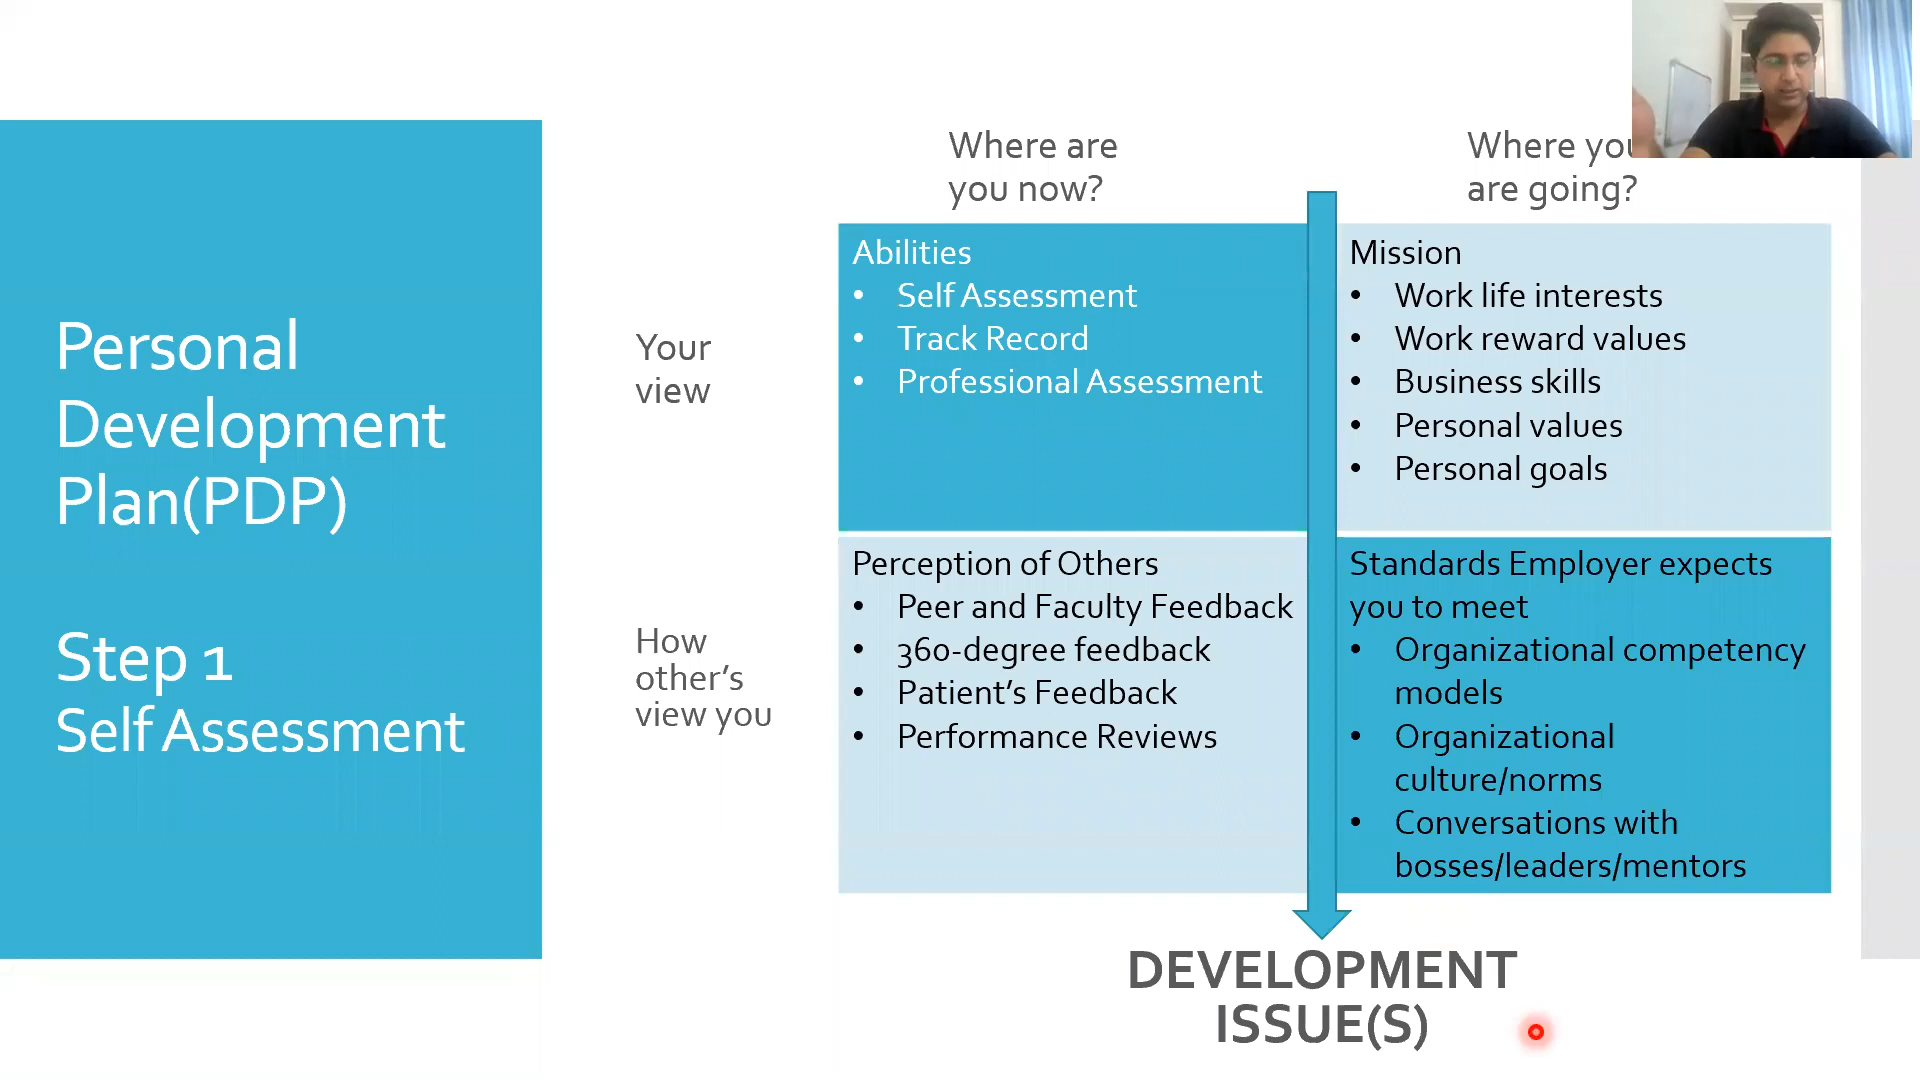 Personal
Development
Plan(PDP)
Step 1
Self Assessment
Where are
you now?
Where you
are going?
Your
view
Abilities
• Self Assessment
• Track Record
• Professional Assessment
Mission
• Work life interests
• Work reward values
• Business skills
• Personal values
• Personal goals
How
other’s
view you
Perception of Others
• Peer and Faculty Feedback
• 360-degree feedback
• Patient’s Feedback
• Performance Reviews
Standards Employer expects
you to meet
• Organizational competency
models
• Organizational
culture/norms
• Conversations with
bosses/leaders/mentors
DEVELOPMENT
ISSUE(S)